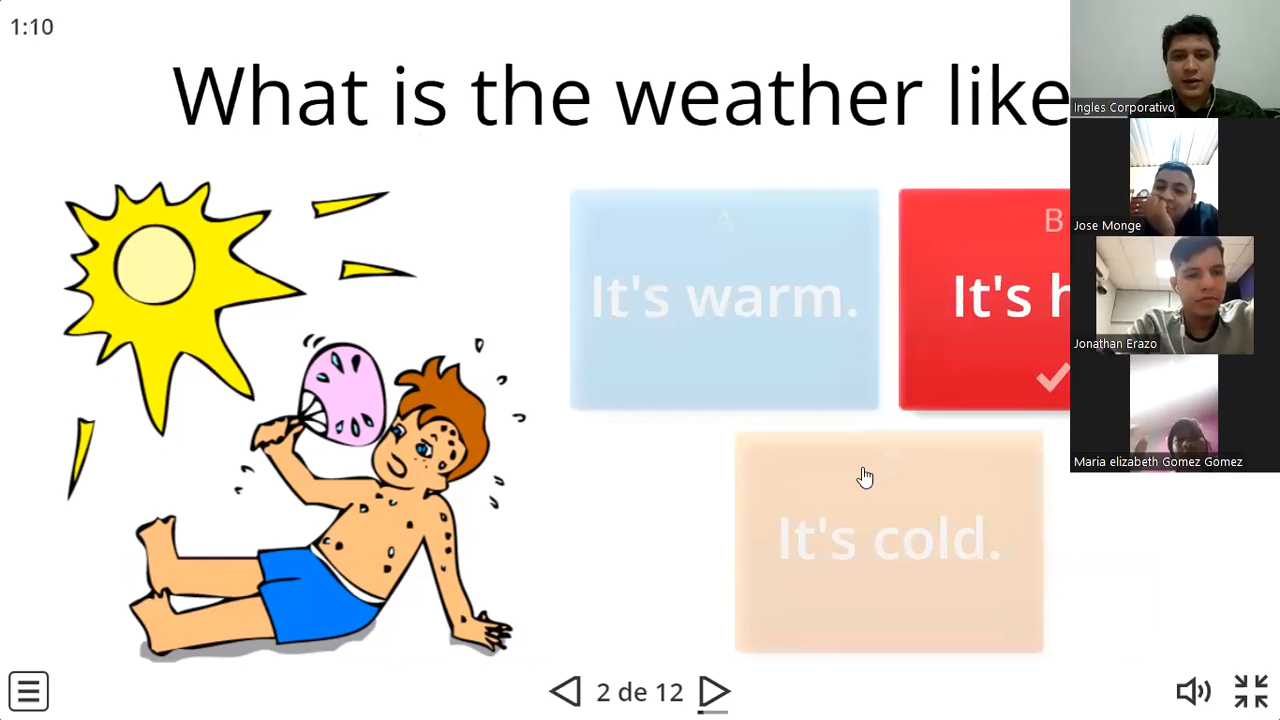 1:10
What is the weather like
A
It's warm.
B
It's h
It's cold.
2 de 12
Ingles Corporativo
Jose Monge
Jonathan Erazo
Maria elizabeth Gomez Gomez